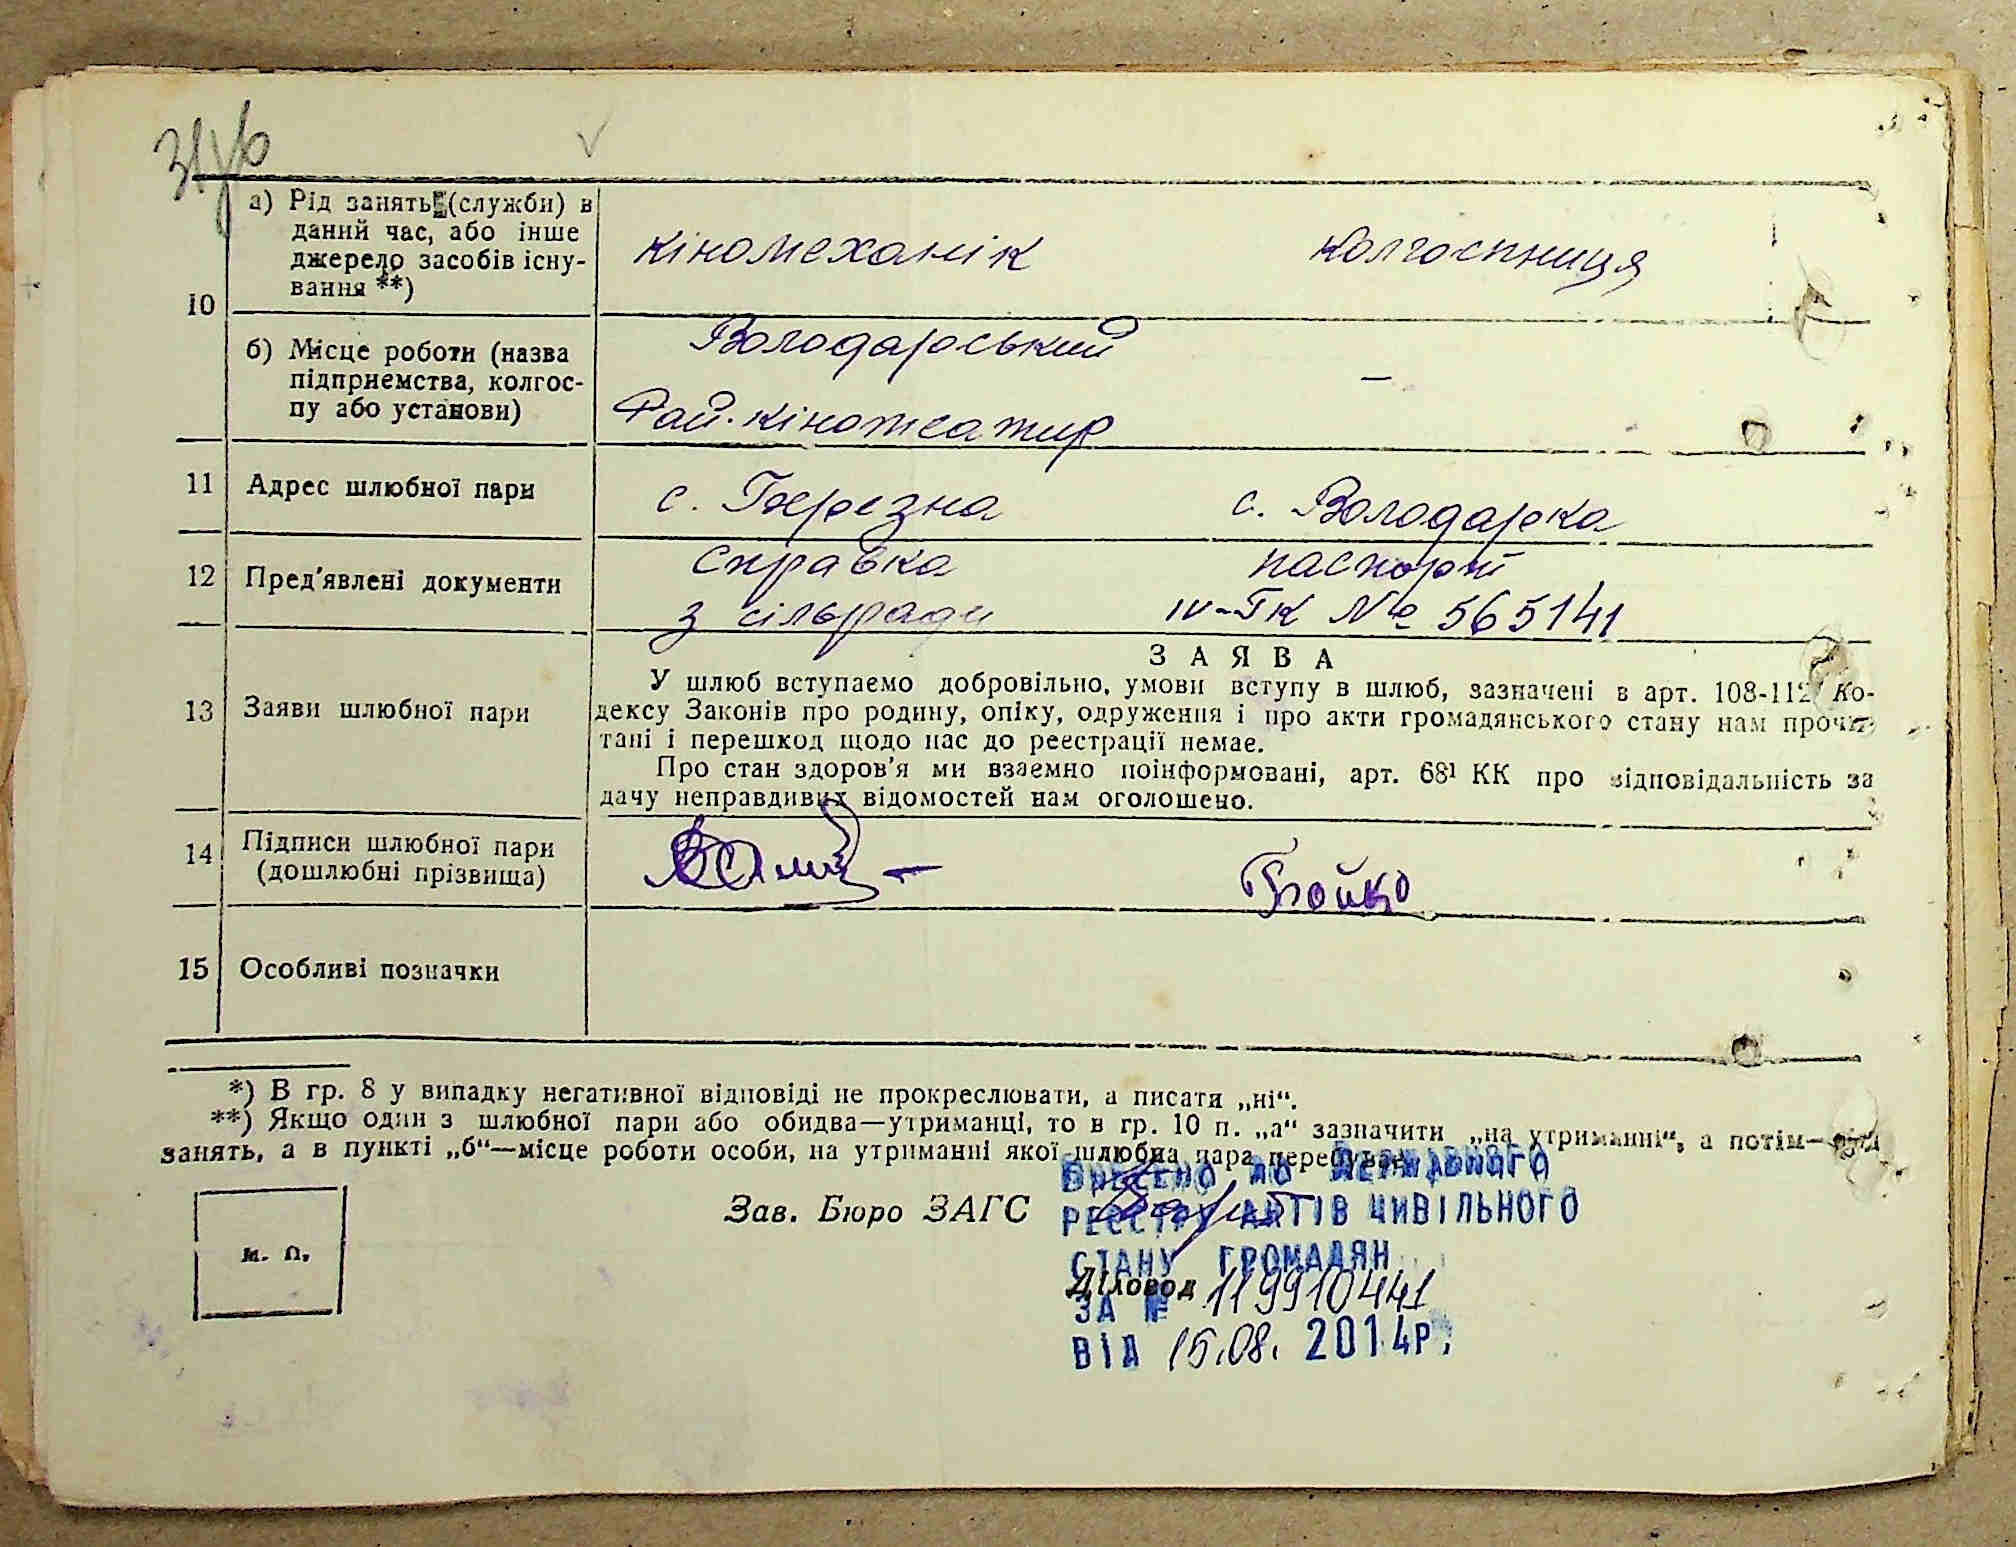 10
а) Рід занять (служби) в
даний час, або інше
джерело засобів існу-
вання **)
кіномеханік колгоспниця
б) Місце роботи (назва
підприємства, колгос-
пу або установи)
Володарський
Рай. кінотеатир
–
11 Адрес шлюбної пари с. Березна с. Володарка
12 Пред'явлені документи
справка паспорт
з сільради IV-БК № 565141
13 Заяви шлюбної пари
ЗАЯВА
У шлюб вступаємо добровільно, умови вступу в шлюб, зазначені в арт. 108-112 Ко-
дексу Законів про родину, опіку, одруження і про акти громадянського стану нам прочи-
тані і перешкод щодо нас до реєстрації немає.
Про стан здоров'я ми взаємно поінформовані, арт. 68¹ КК про відповідальність за
дачу неправдивих відомостей нам оголошено.
14 Підписи шлюбної пари
(дошлюбні прізвища)
Бойко
15 Особливі позначки
*) В гр. 8 у випадку негативної відповіді не прокреслювати, а писати „ні“.
**) Якщо один з шлюбної пари або обидва—утриманці, то в гр. 10 п. „а“ зазначити „на утриманні“, а потім—рід
занять, а в пункті „б“—місце роботи особи, на утриманні якої шлюбна пара перебуває.
м. п.
Зав. Бюро ЗАГС
ВНЕСЕНО ДО ДЕРЖАВНОГО
РЕЄСТРУ АКТІВ ЦИВІЛЬНОГО
СТАНУ ГРОМАДЯН
Діловод
ЗА № 119910441
ВІД 15.08. 2014Р.